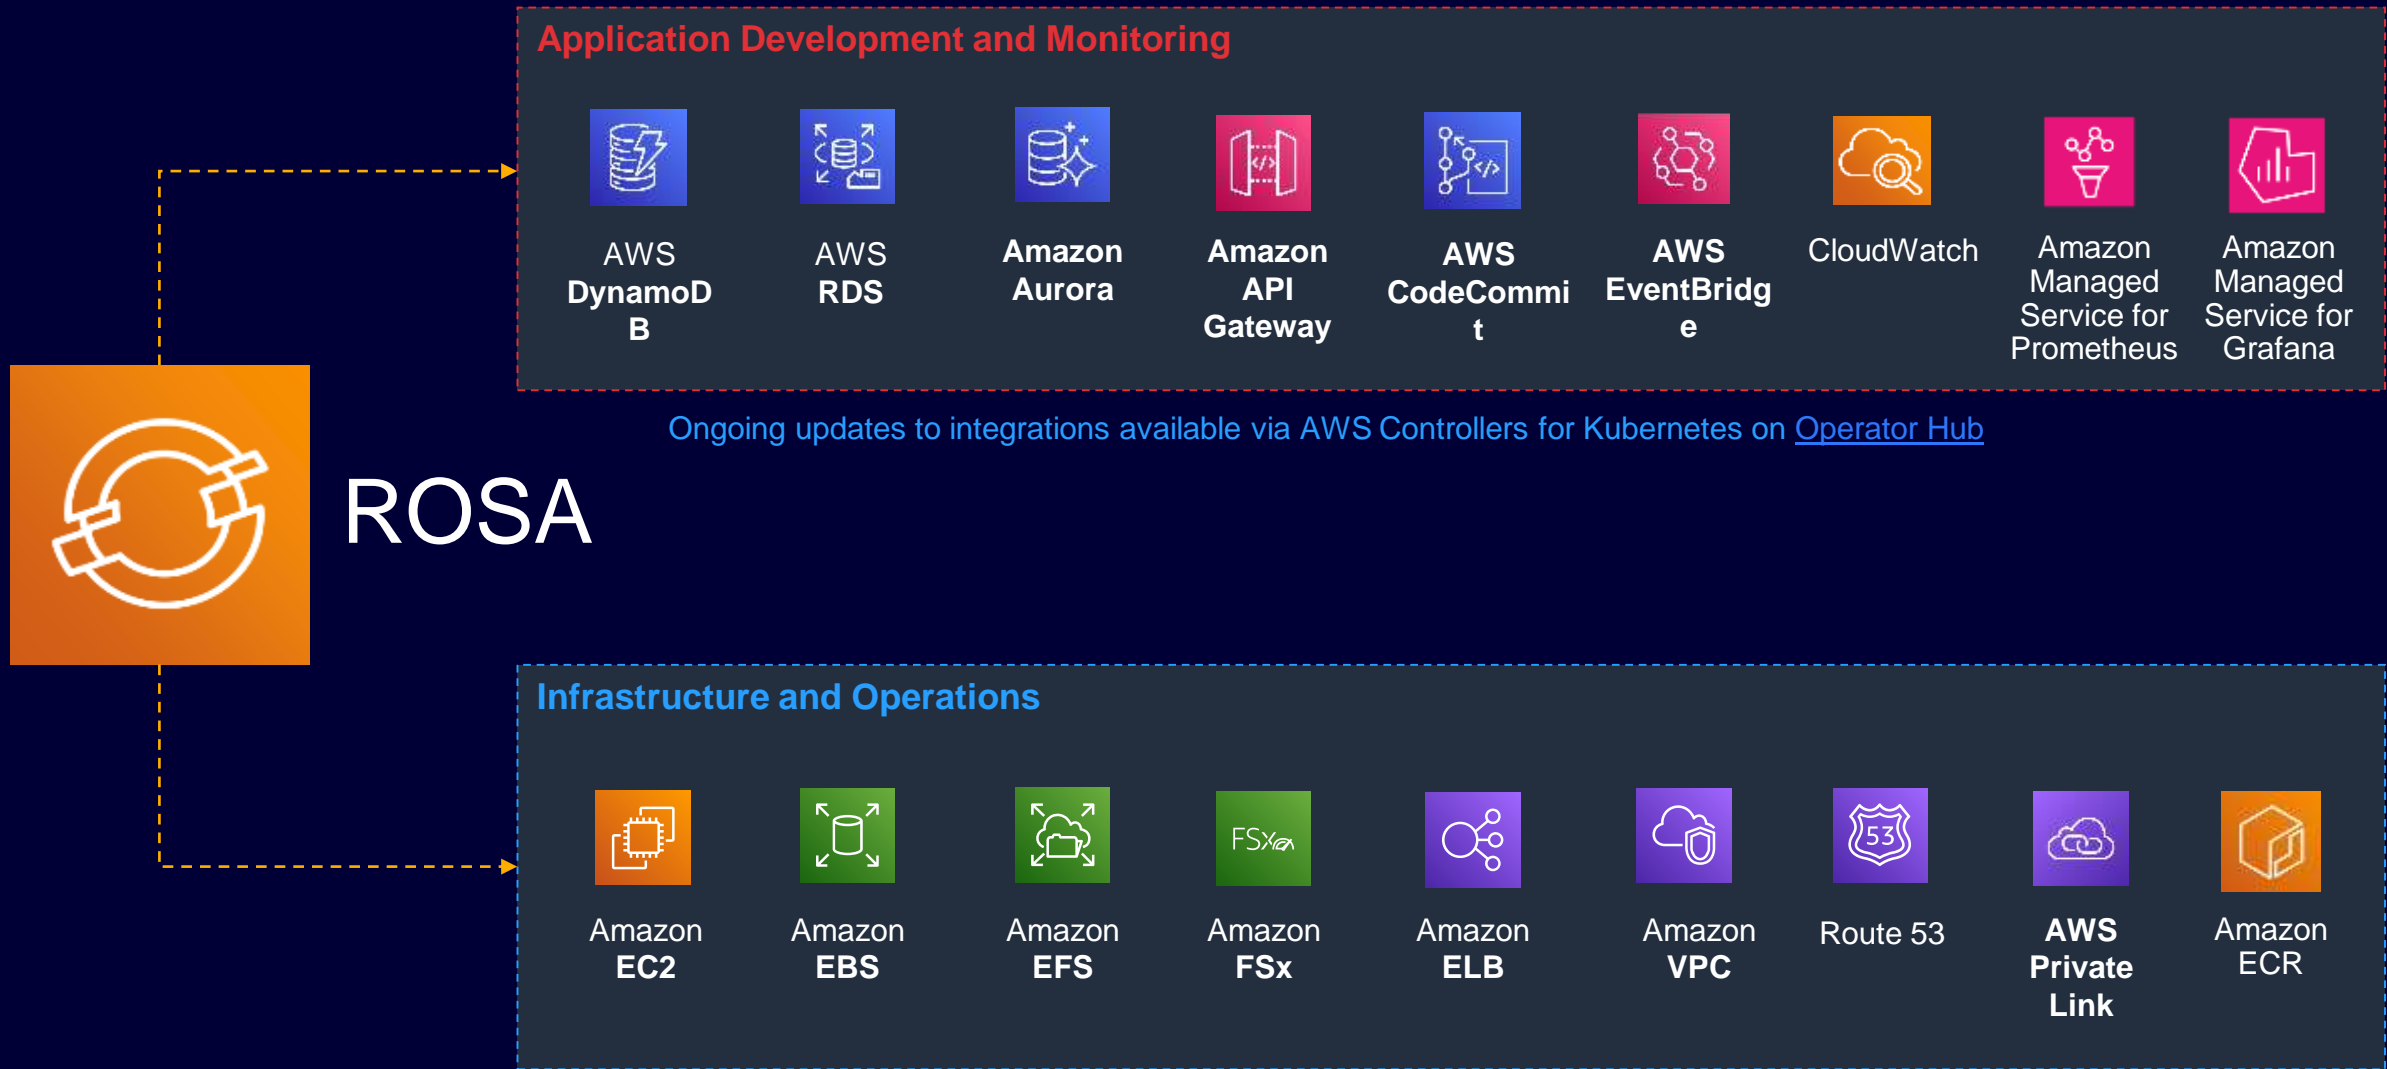 Application Development and Monitoring
AWS
DynamoD
B
AWS
RDS
Amazon
Aurora
Amazon
API
Gateway
AWS
CodeCommi
t
AWS
EventBridg
e
CloudWatch
Amazon
Managed
Service for
Prometheus
Amazon
Managed
Service for
Grafana
Ongoing updates to integrations available via AWS Controllers for Kubernetes on Operator Hub
ROSA
Infrastructure and Operations
FSx
53
Amazon
EC2
Amazon
EBS
Amazon
EFS
Amazon
FSx
Amazon
ELB
Amazon
VPC
Route 53
AWS
Private
Link
Amazon
ECR